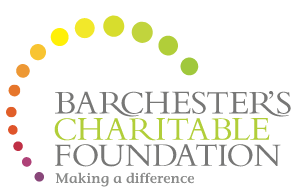 BARCHESTER'S
CHARITABLE
FOUNDATION
Making a difference